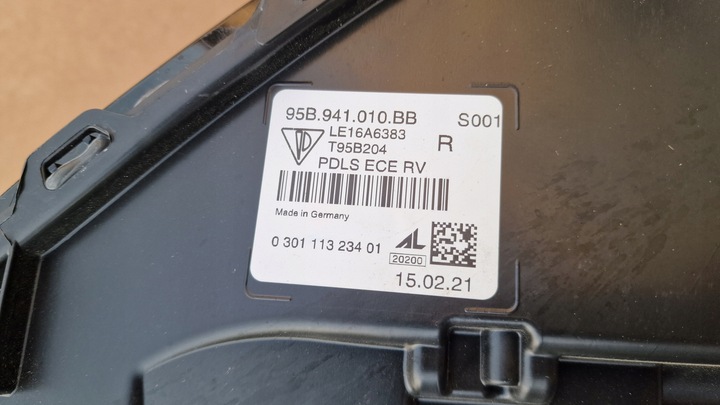 95B.941.010.BB S001
LE16A6383
T95B204 R
PDLS ECE RV
Made in Germany
0 301 113 234 01 AL
20200
15.02.21